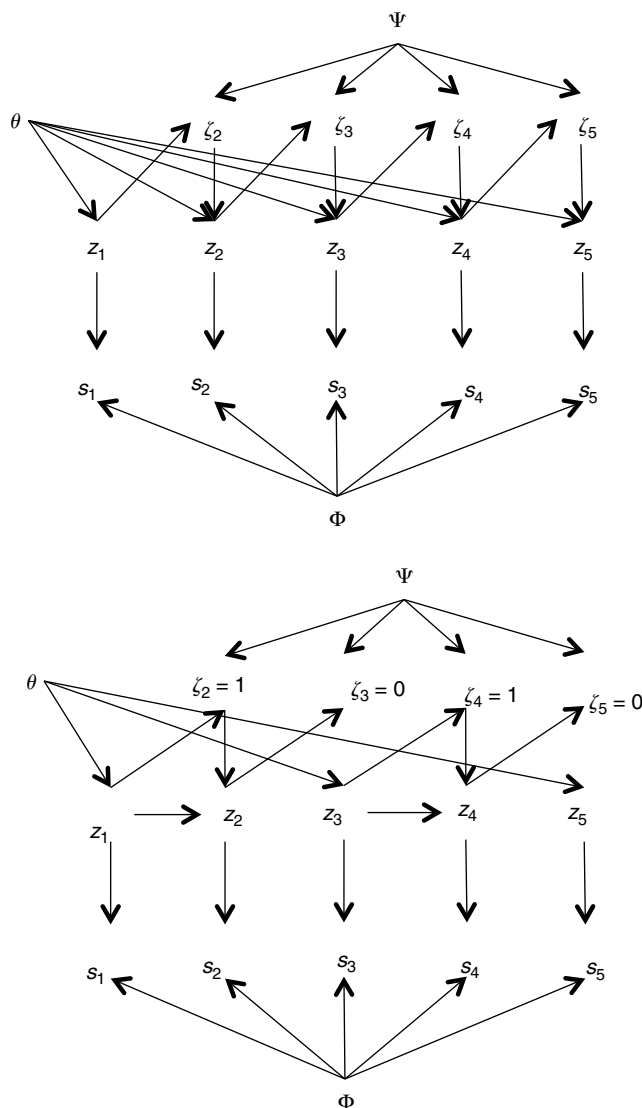 Ψ
θ ζ2 ζ3 ζ4 ζ5
z1 z2 z3 z4 z5
s1 s2 s3 s4 s5
Φ
Ψ
θ ζ2 = 1 ζ3 = 0 ζ4 = 1 ζ5 = 0
z1 z2 z3 z4 z5
s1 s2 s3 s4 s5
Φ